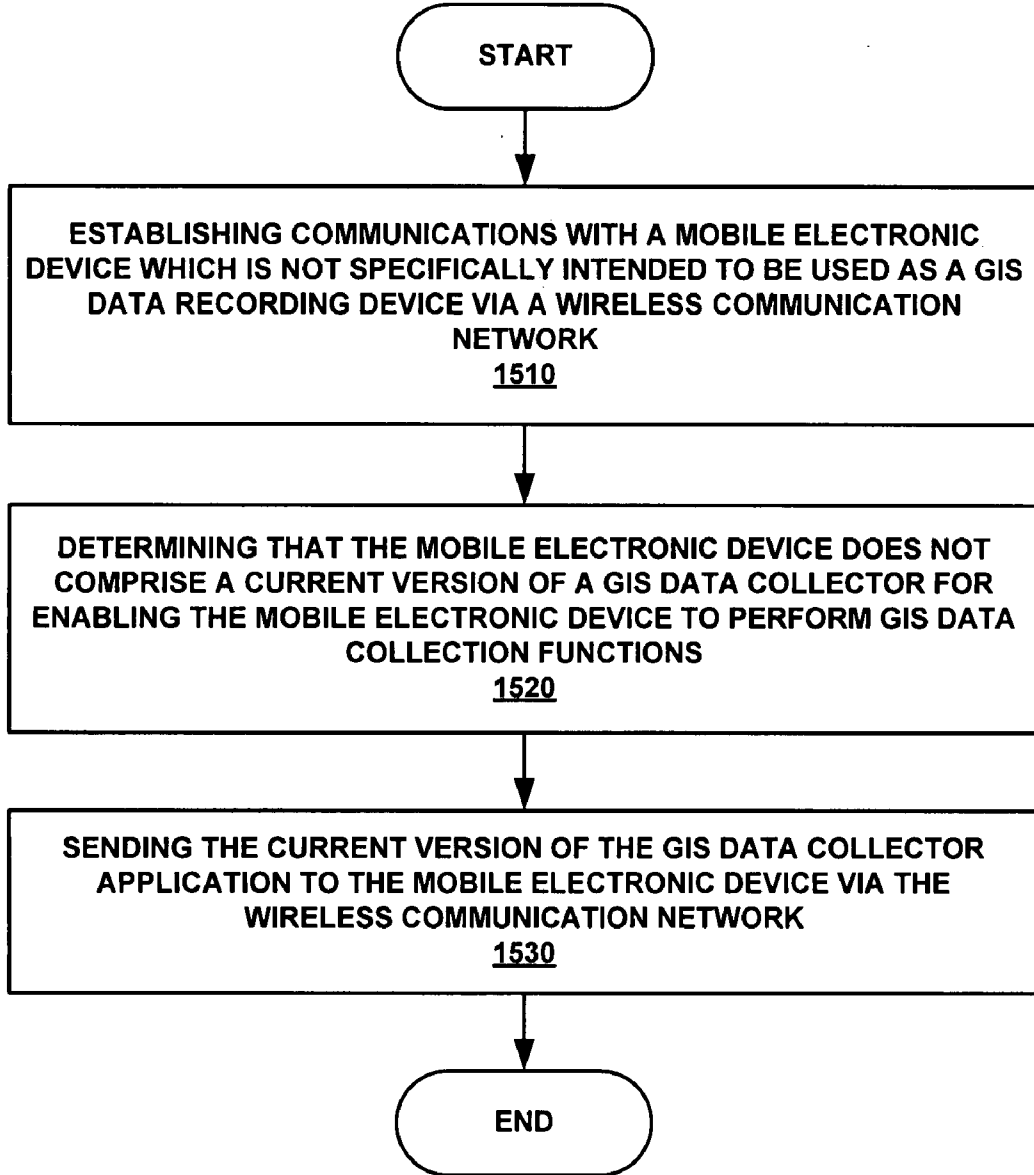 START
ESTABLISHING COMMUNICATIONS WITH A MOBILE ELECTRONIC
DEVICE WHICH IS NOT SPECIFICALLY INTENDED TO BE USED AS A GIS
DATA RECORDING DEVICE VIA A WIRELESS COMMUNICATION
NETWORK
1510
DETERMINING THAT THE MOBILE ELECTRONIC DEVICE DOES NOT
COMPRISE A CURRENT VERSION OF A GIS DATA COLLECTOR FOR
ENABLING THE MOBILE ELECTRONIC DEVICE TO PERFORM GIS DATA
COLLECTION FUNCTIONS
1520
SENDING THE CURRENT VERSION OF THE GIS DATA COLLECTOR
APPLICATION TO THE MOBILE ELECTRONIC DEVICE VIA THE
WIRELESS COMMUNICATION NETWORK
1530
END